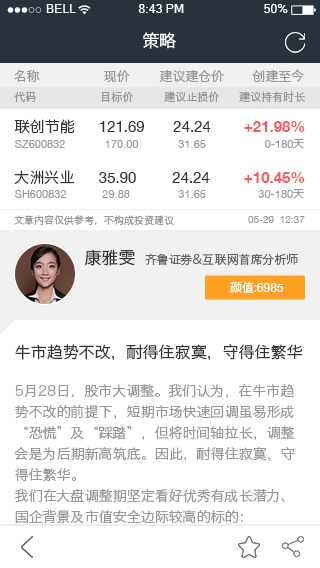 BELL 8:43 PM 50%
策略
名称 现价 建议建仓价 创建至今
代码 目标价 建议止损价 建议持有时长
联创节能 121.69 24.24 +21.98%
SZ600832 170.00 31.65 0-180天
大洲兴业 35.90 24.24 +10.45%
SH600832 29.88 31.65 30-180天
文章内容仅供参考，不构成投资建议 05-29 12:37
康雅雯 齐鲁证券&互联网首席分析师
颜值:6985
牛市趋势不改，耐得住寂寞，守得住繁华
5月28日，股市大调整。我们认为，在牛市趋
势不改的前提下，短期市场快速回调虽易形成
“恐慌”及“踩踏”，但将时间轴拉长，调整
会是为后期新高筑底。因此，耐得住寂寞，守
得住繁华。
我们在大盘调整期坚定看好优秀有成长潜力、
国企背景及市值安全边际较高的标的：